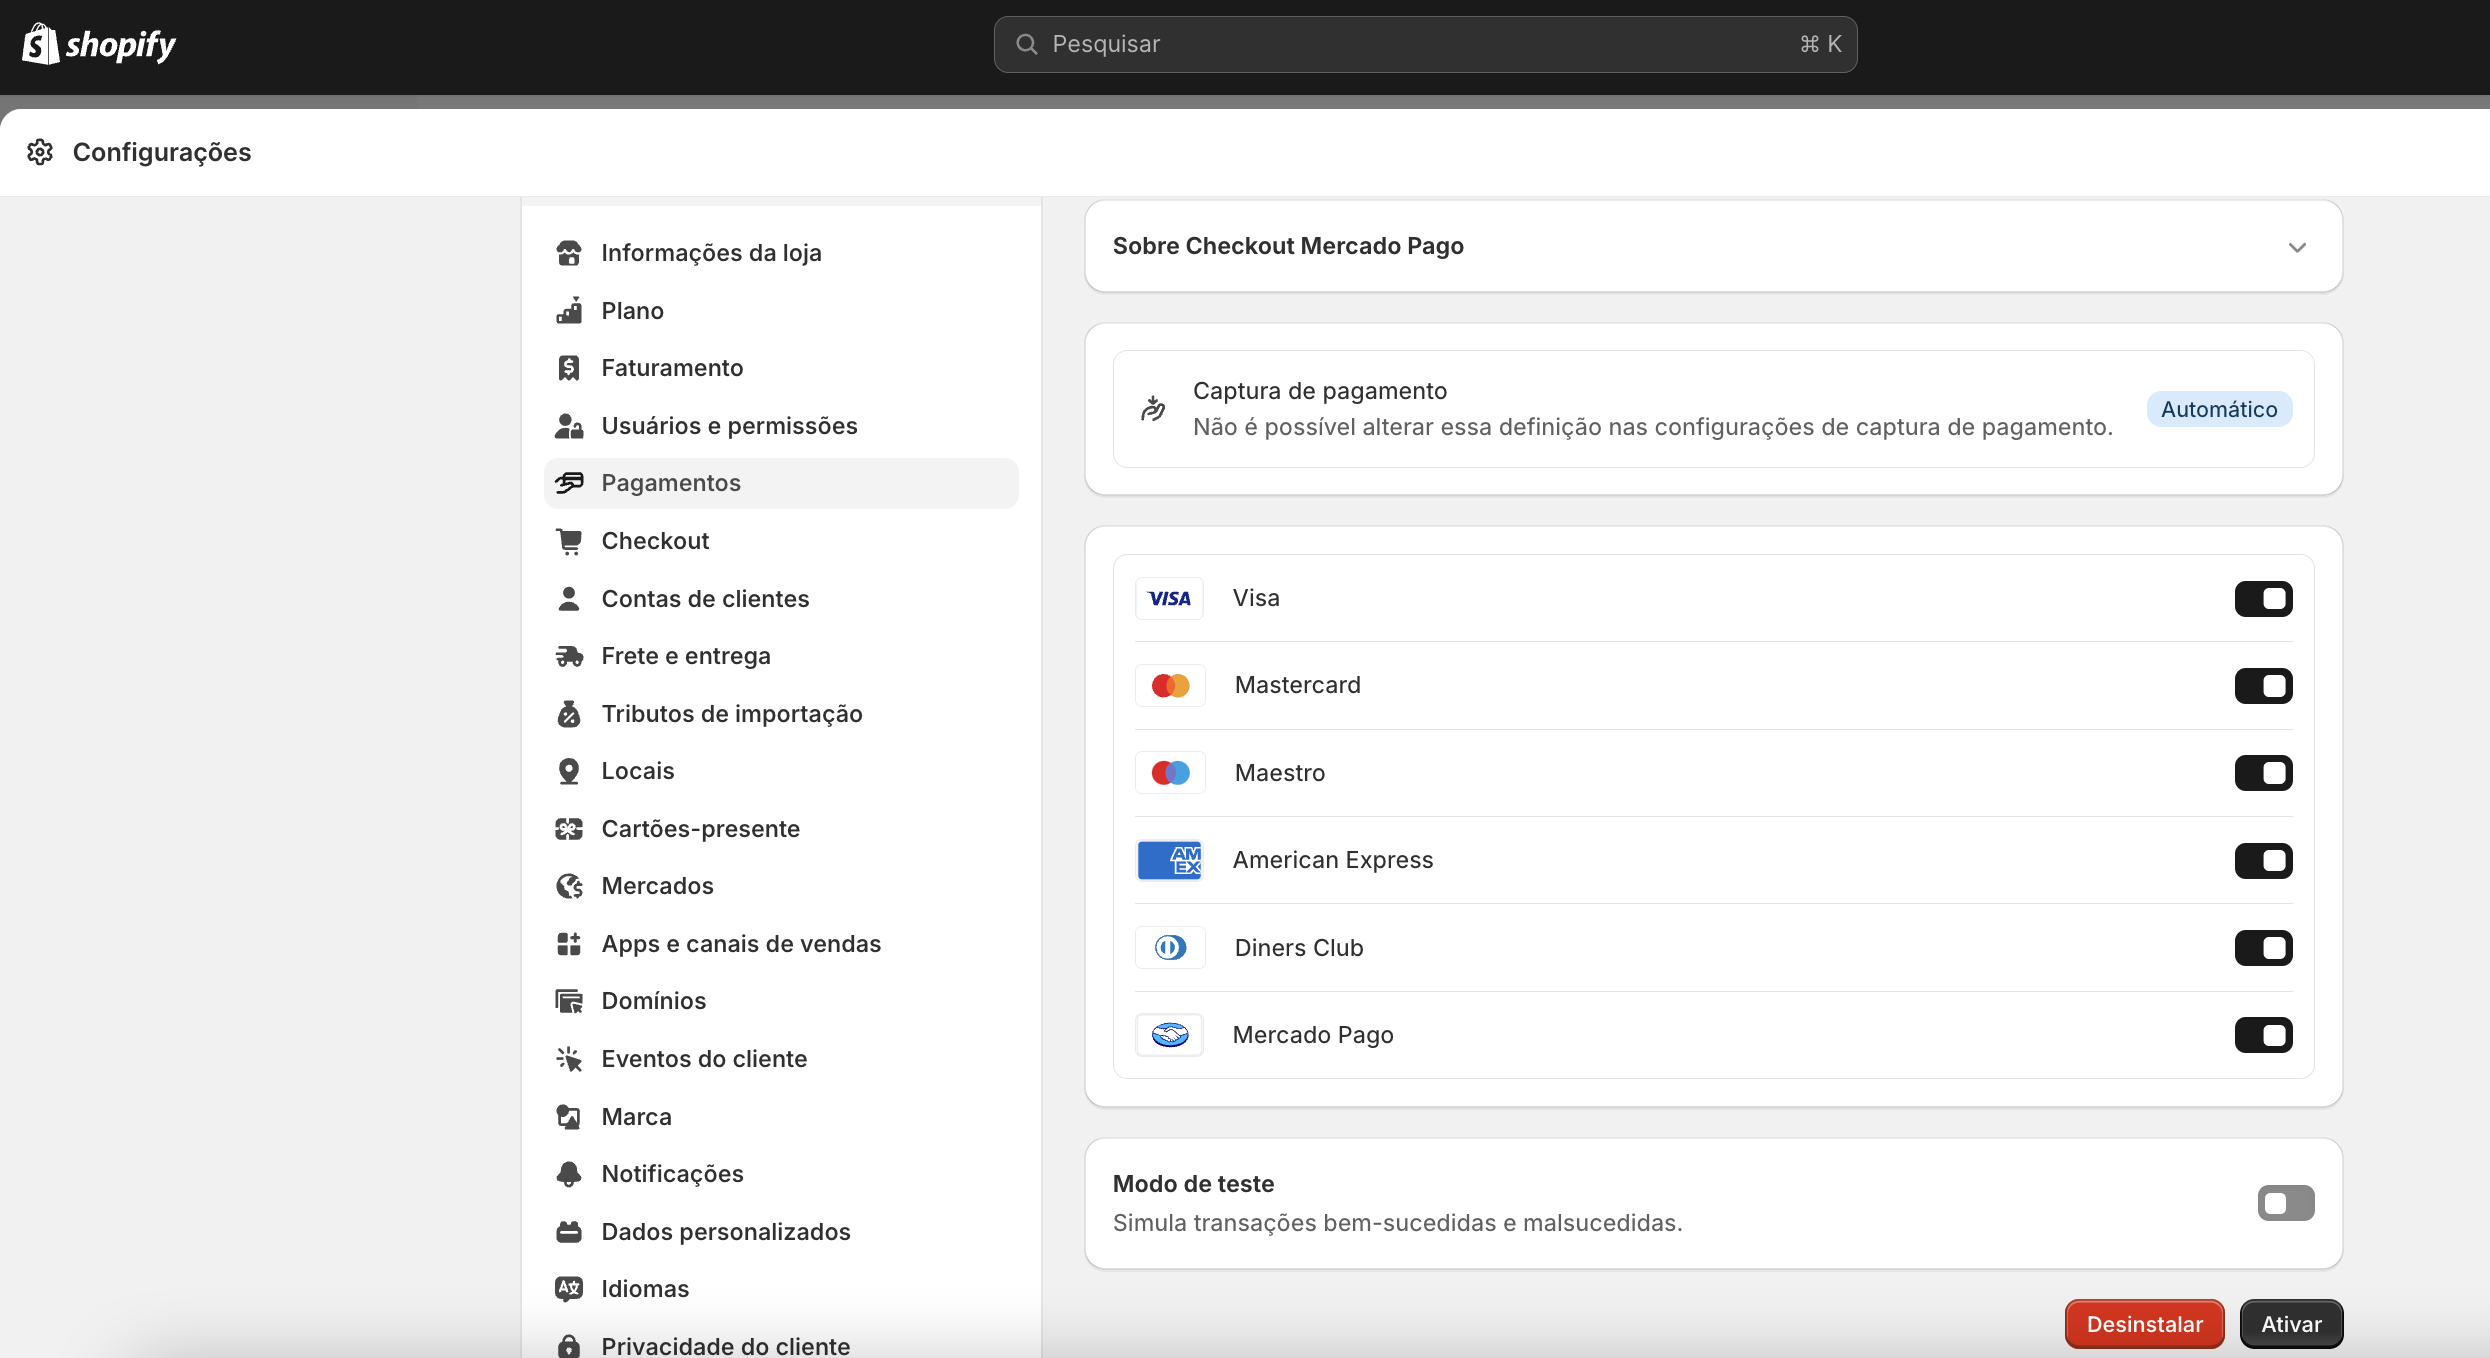 shopify
Pesquisar
⌘ K
Configurações
Informações da loja
Plano
Faturamento
Usuários e permissões
Pagamentos
Checkout
Contas de clientes
Frete e entrega
Tributos de importação
Locais
Cartões-presente
Mercados
Apps e canais de vendas
Domínios
Eventos do cliente
Marca
Notificações
Dados personalizados
Idiomas
Privacidade do cliente
Sobre Checkout Mercado Pago
Captura de pagamento
Não é possível alterar essa definição nas configurações de captura de pagamento.
Automático
VISA
Visa
Mastercard
Maestro
AM
EX
American Express
Diners Club
Mercado Pago
Modo de teste
Simula transações bem-sucedidas e malsucedidas.
Desinstalar
Ativar